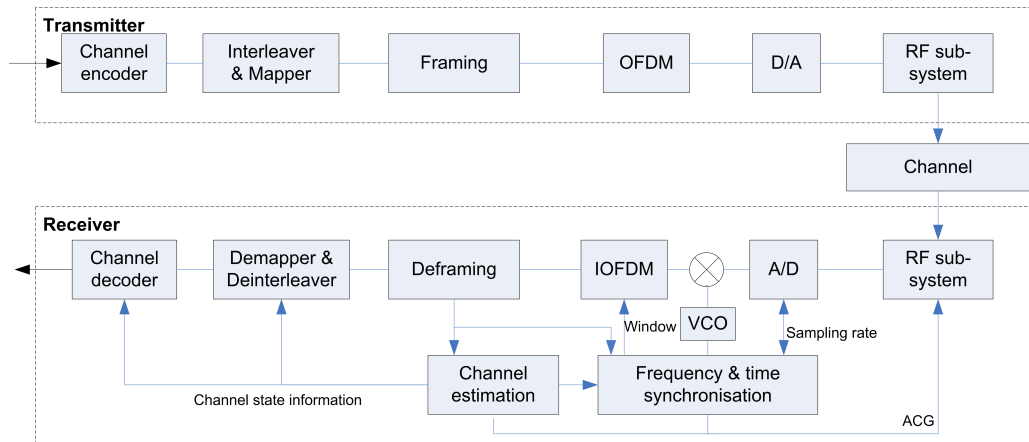 Transmitter
Channel
encoder
Interleaver
& Mapper
Framing
OFDM
D/A
RF sub-
system
Channel
Receiver
Channel
decoder
Demapper &
Deinterleaver
Deframing
IOFDM
A/D
RF sub-
system
Window
VCO
Sampling rate
Channel
estimation
Frequency & time
synchronisation
Channel state information
ACG